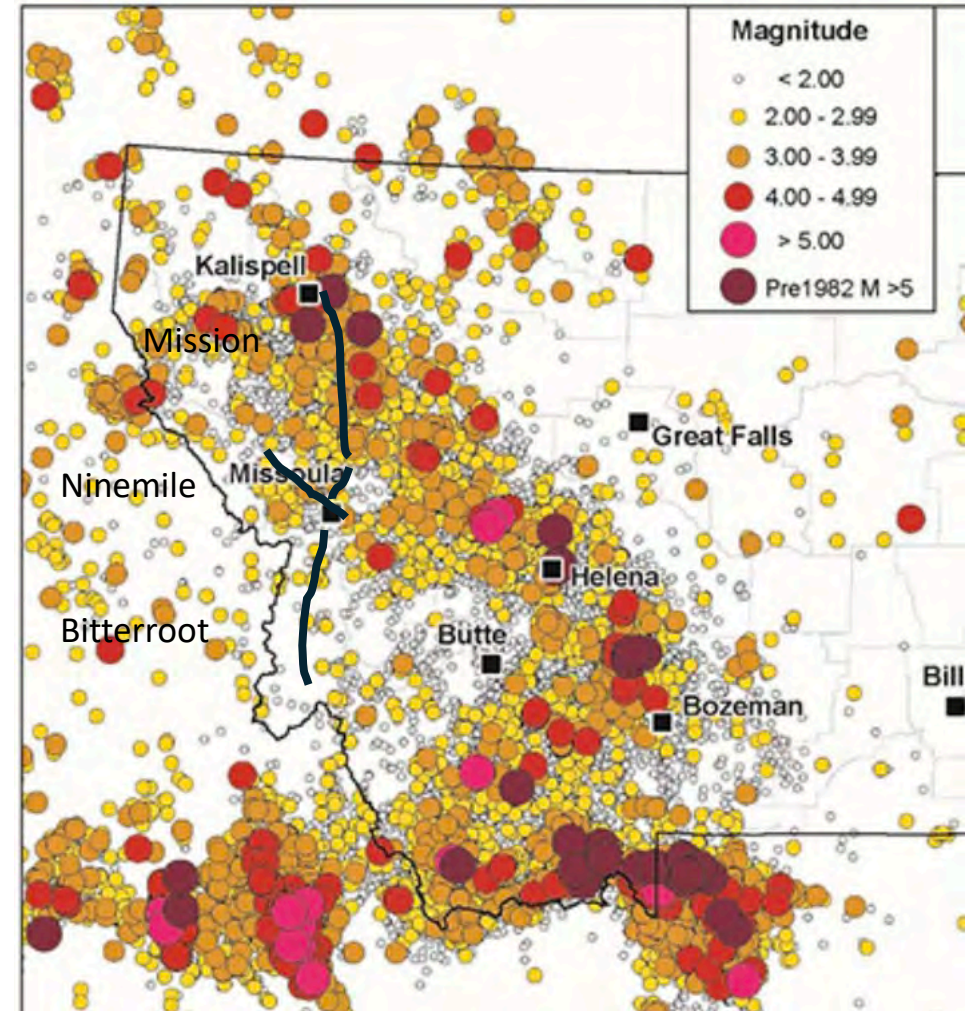 Magnitude
< 2.00
2.00 - 2.99
3.00 - 3.99
4.00 - 4.99
> 5.00
Pre1982 M >5
Kalispell
Mission
Great Falls
Missoula
Ninemile
Helena
Bitterroot
Butte
Bill
Bozeman